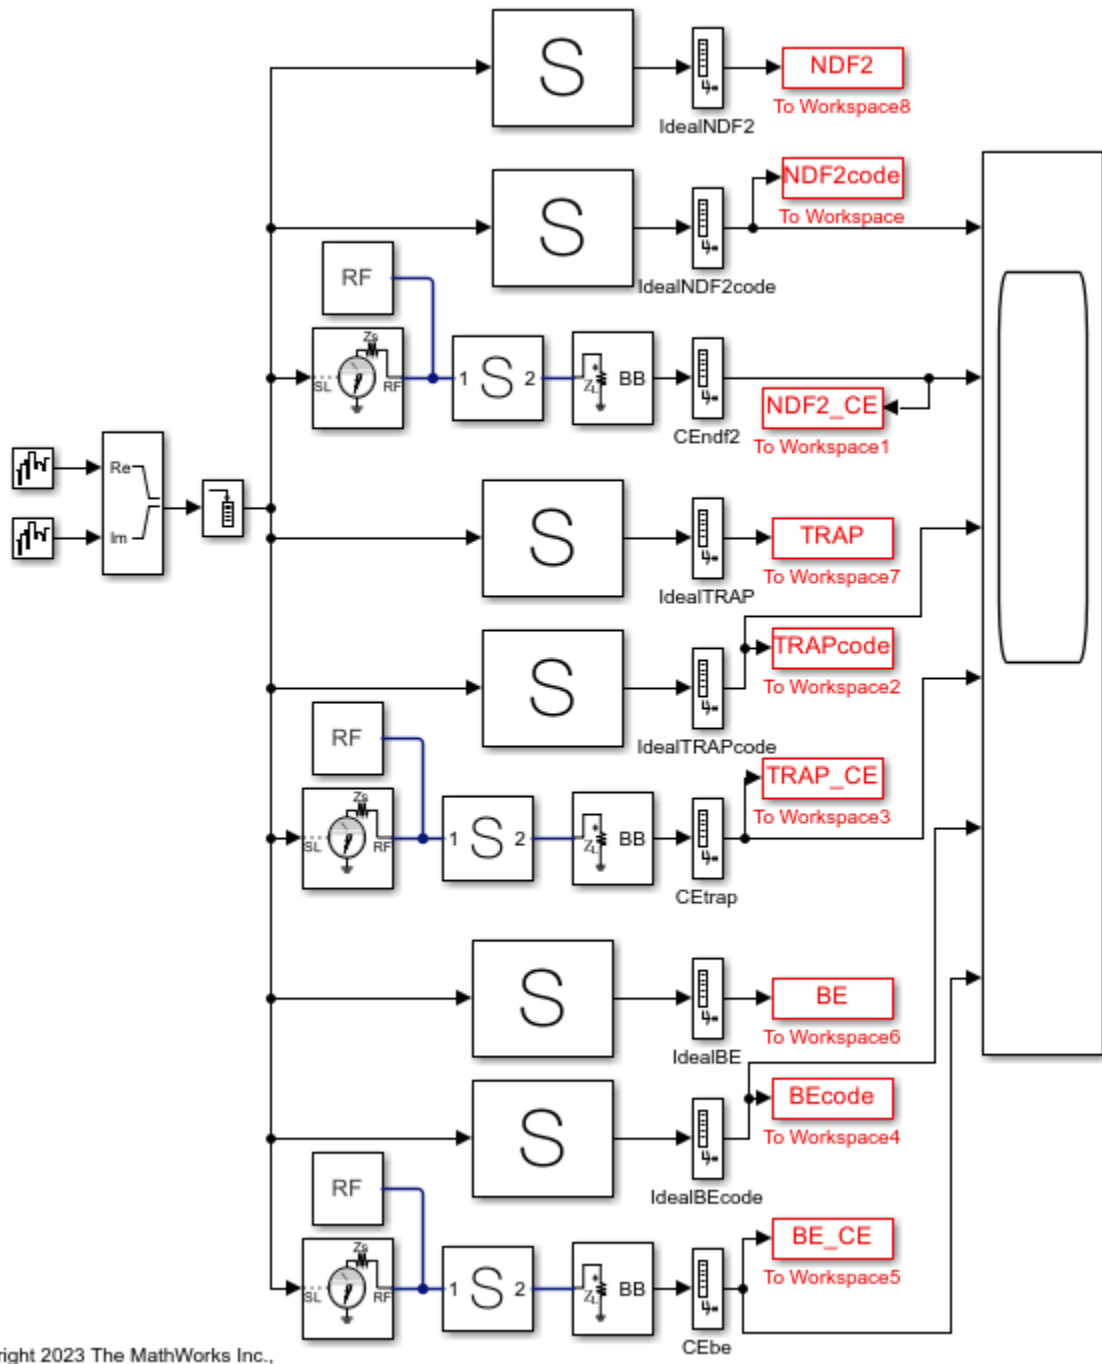 S
NDF2
IdealNDF2
To Workspace8
S
NDF2code
To Workspace
IdealNDF2code
RF
Zs
SL
RF
1 S 2
ZL
BB
CEndf2
NDF2_CE
To Workspace1
Re
Im
S
TRAP
IdealTRAP
To Workspace7
S
TRAPcode
To Workspace2
IdealTRAPcode
RF
Zs
SL
RF
1 S 2
ZL
BB
CEtrap
TRAP_CE
To Workspace3
S
BE
IdealBE
To Workspace6
S
BEcode
To Workspace4
IdealBEcode
RF
Zs
SL
RF
1 S 2
ZL
BB
CEbe
BE_CE
To Workspace5
right 2023 The MathWorks Inc.,